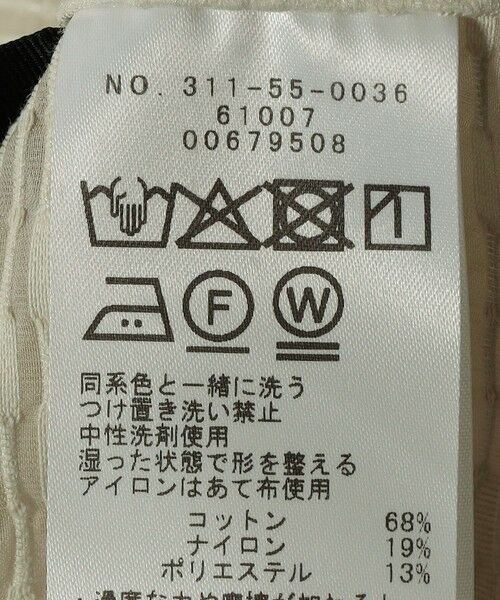 NO. 311-55-0036
61007
00679508
F W
同系色と一緒に洗う
つけ置き洗い禁止
中性洗剤使用
湿った状態で形を整える
アイロンはあて布使用
コットン 68%
ナイロン 19%
ポリエステル 13%